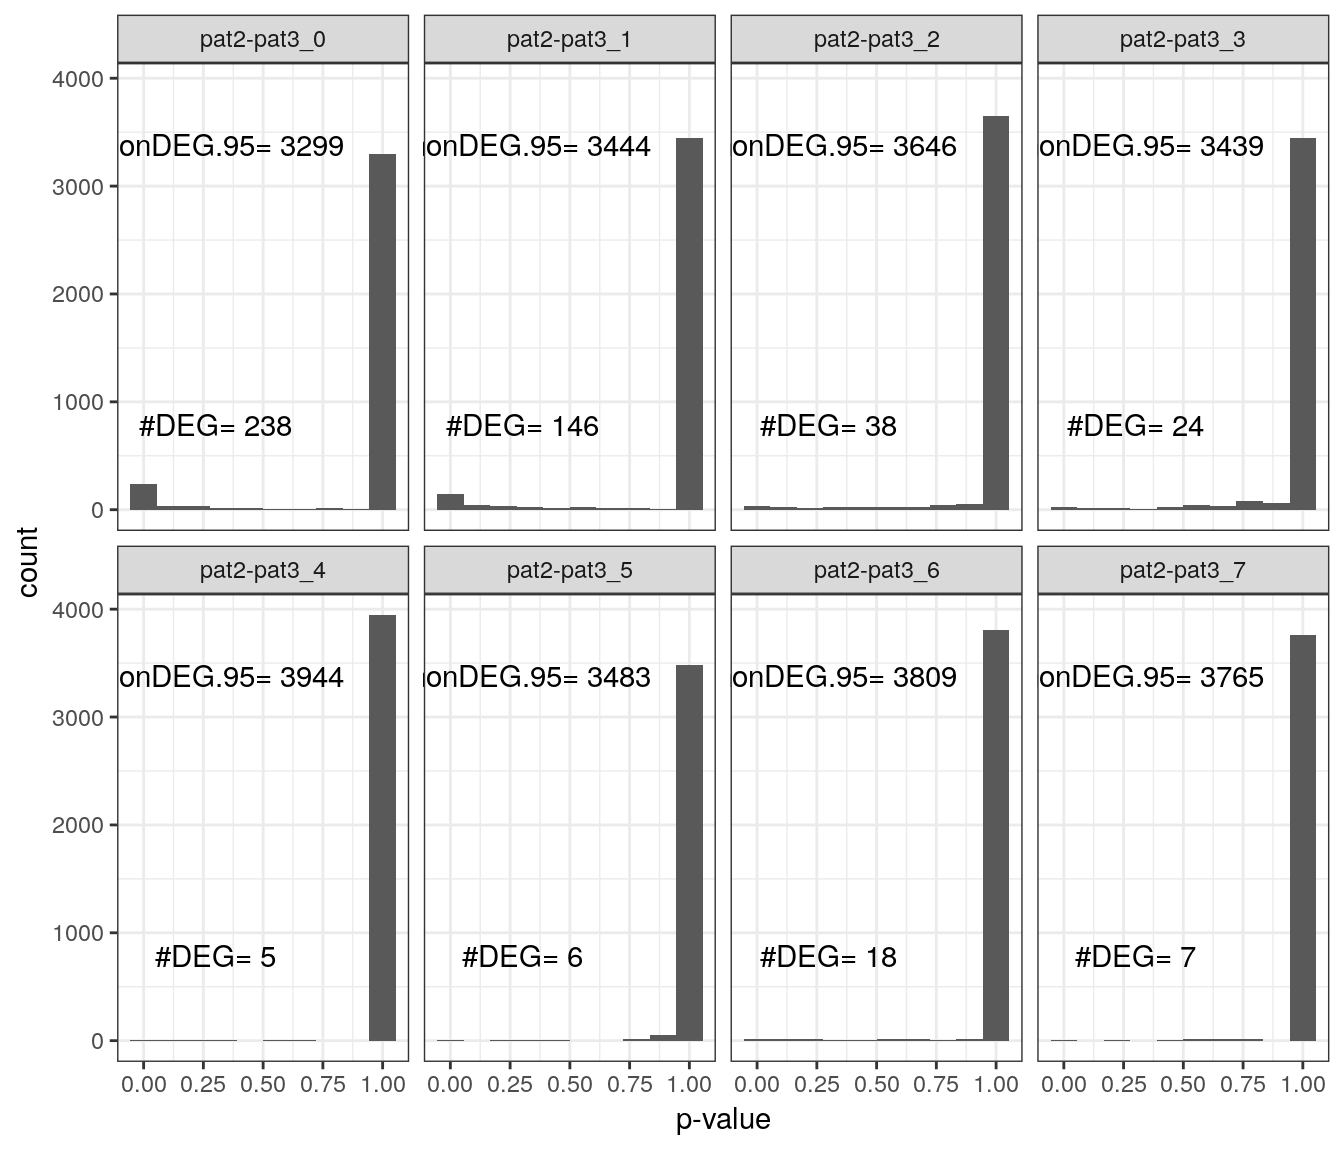 pat2-pat3_0 pat2-pat3_1 pat2-pat3_2 pat2-pat3_3
4000
onDEG.95= 3299 onDEG.95= 3444 onDEG.95= 3646 onDEG.95= 3439
3000
2000
1000
#DEG= 238 #DEG= 146 #DEG= 38 #DEG= 24
0
count
pat2-pat3_4 pat2-pat3_5 pat2-pat3_6 pat2-pat3_7
4000
onDEG.95= 3944 onDEG.95= 3483 onDEG.95= 3809 onDEG.95= 3765
3000
2000
1000
#DEG= 5 #DEG= 6 #DEG= 18 #DEG= 7
0
0.00 0.25 0.50 0.75 1.00 0.00 0.25 0.50 0.75 1.00 0.00 0.25 0.50 0.75 1.00 0.00 0.25 0.50 0.75 1.00
p-value